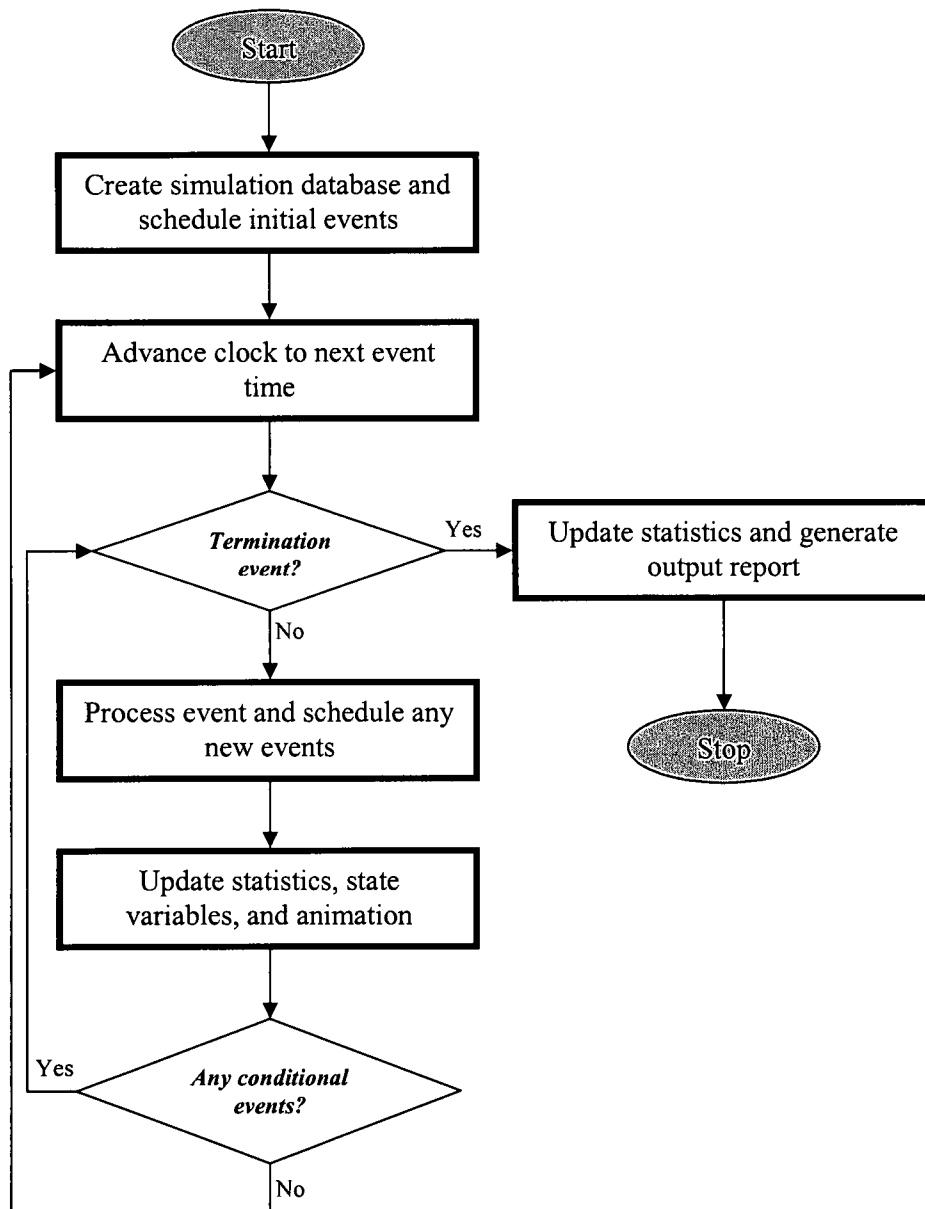 Start
Create simulation database and
schedule initial events
Advance clock to next event
time
Termination
event?
Yes
Update statistics and generate
output report
No
Process event and schedule any
new events
Stop
Update statistics, state
variables, and animation
Yes
Any conditional
events?
No